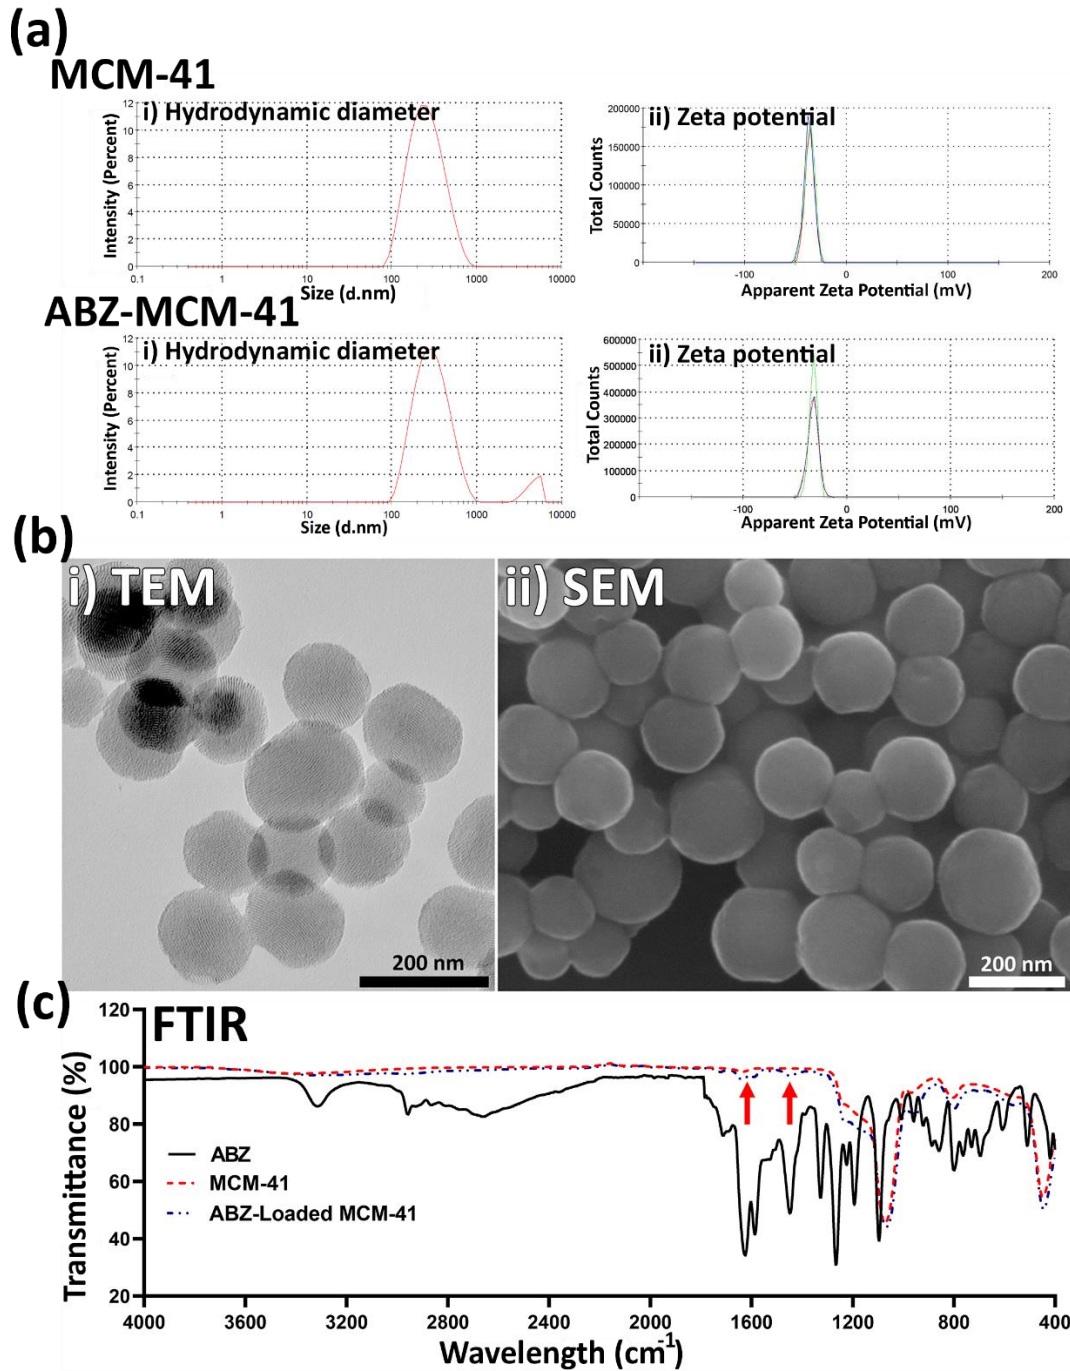 (a)
MCM-41
i) Hydrodynamic diameter
12
10
8
6
4
2
0
Intensity (Percent)
0.1 1 10 100 1000 10000
Size (d.nm)
ii) Zeta potential
200000
150000
100000
50000
0
Total Counts
-100 0 100 200
Apparent Zeta Potential (mV)
ABZ-MCM-41
i) Hydrodynamic diameter
12
10
8
6
4
2
0
Intensity (Percent)
0.1 1 10 100 1000 10000
Size (d.nm)
ii) Zeta potential
600000
500000
400000
300000
200000
100000
0
Total Counts
-100 0 100 200
Apparent Zeta Potential (mV)
(b)
i) TEM
200 nm
ii) SEM
200 nm
(c)
FTIR
120
100
80
60
40
20
Transmittance (%)
ABZ
MCM-41
ABZ-Loaded MCM-41
4000 3600 3200 2800 2400 2000 1600 1200 800 400
Wavelength (cm-1)